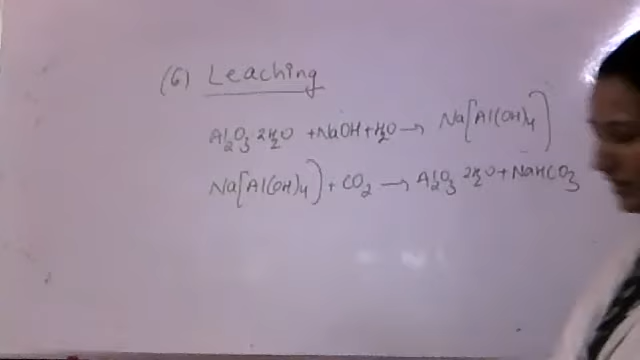 (6) Leaching
Al2O3 2H2O + NaOH + H2O → Na[Al(OH)4]
Na[Al(OH)4] + CO2 → Al2O3 2H2O + NaHCO3